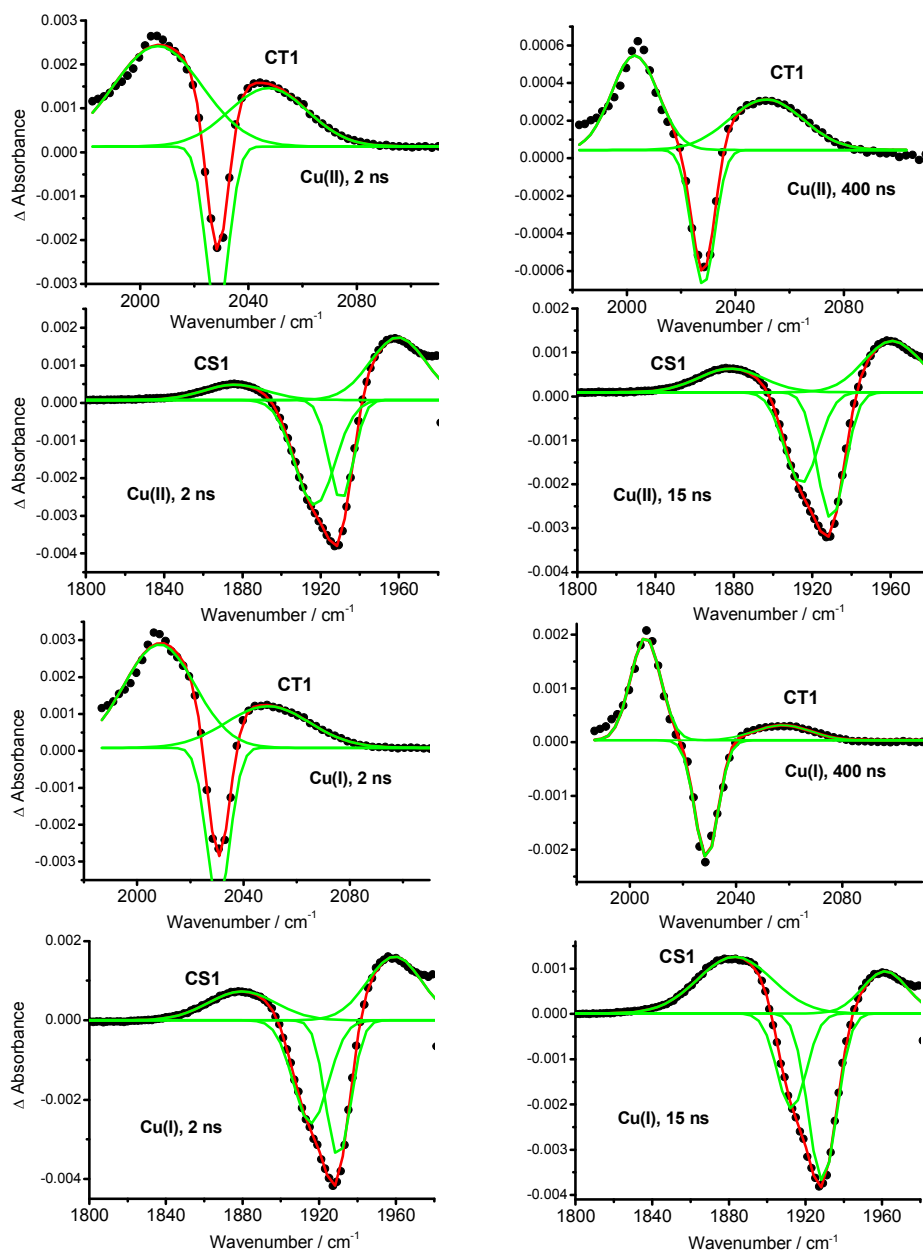 0.003
0.002
0.001
0.000
-0.001
-0.002
-0.003
Δ Absorbance
CT1
Cu(II), 2 ns
2000 2040 2080
Wavenumber / cm-1
0.0006
0.0004
0.0002
0.0000
-0.0002
-0.0004
-0.0006
CT1
Cu(II), 400 ns
2000 2040 2080
Wavenumber / cm-1
0.002
0.001
0.000
-0.001
-0.002
-0.003
-0.004
Δ Absorbance
CS1
Cu(II), 2 ns
1800 1840 1880 1920 1960
Wavenumber / cm-1
0.002
0.001
0.000
-0.001
-0.002
-0.003
-0.004
CS1
Cu(II), 15 ns
1800 1840 1880 1920 1960
Wavenumber / cm-1
0.003
0.002
0.001
0.000
-0.001
-0.002
-0.003
Δ Absorbance
CT1
Cu(I), 2 ns
2000 2040 2080
Wavenumber / cm-1
0.002
0.001
0.000
-0.001
-0.002
CT1
Cu(I), 400 ns
2000 2040 2080
Wavenumber / cm-1
0.002
0.000
-0.002
-0.004
Δ Absorbance
CS1
Cu(I), 2 ns
1800 1840 1880 1920 1960
Wavenumber / cm-1
0.001
0.000
-0.001
-0.002
-0.003
-0.004
CS1
Cu(I), 15 ns
1800 1840 1880 1920 1960
Wavenumber / cm-1